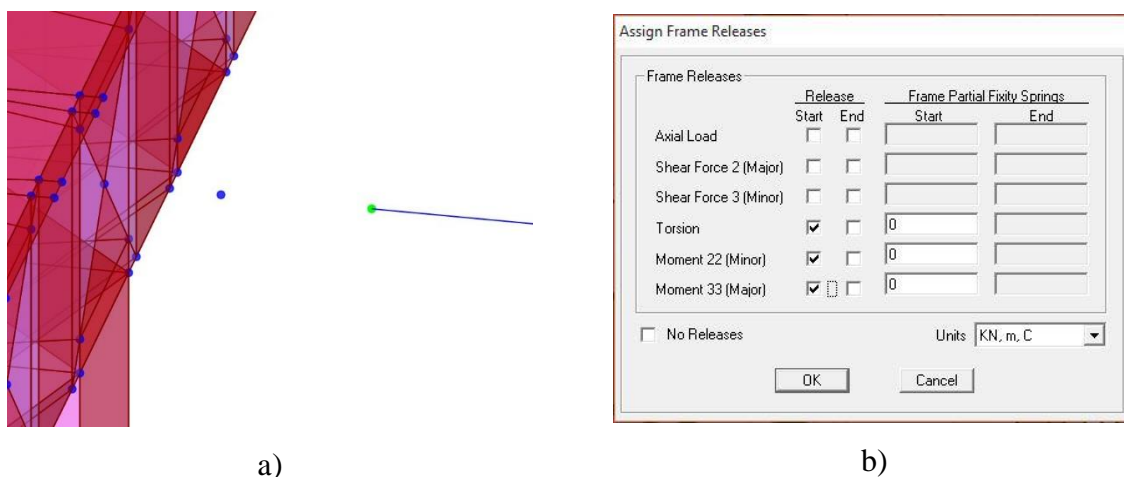 Assign Frame Releases
Frame Releases
Release Frame Partial Fixity Springs
Start End Start End
Axial Load
Shear Force 2 (Major)
Shear Force 3 (Minor)
Torsion 0
Moment 22 (Minor) 0
Moment 33 (Major) 0
No Releases Units KN, m, C
OK Cancel
a) b)